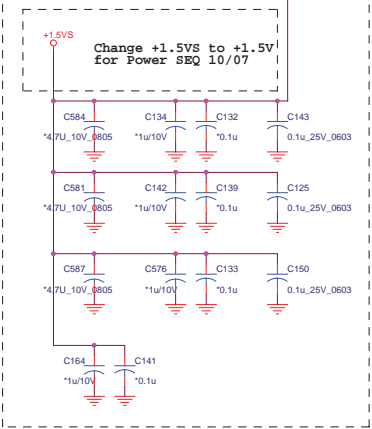 +1.5VS
Change +1.5VS to +1.5V
for Power SEQ 10/07
C584 C134 C132 C143
*4.7U_10V_0805 *1u/10V *0.1u 0.1u_25V_0603
C581 C142 C139 C125
*4.7U_10V_0805 *1u/10V *0.1u 0.1u_25V_0603
C587 C576 C133 C150
*4.7U_10V_0805 *1u/10V *0.1u 0.1u_25V_0603
C164 C141
*1u/10V *0.1u